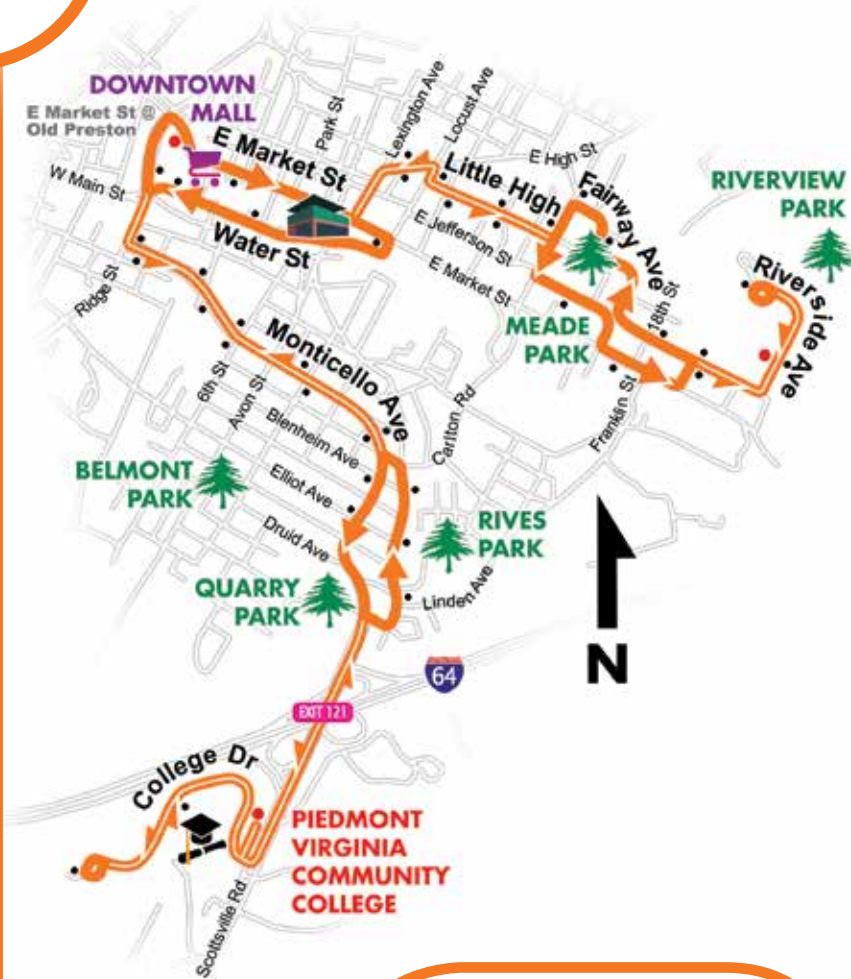 DOWNTOWN
MALL
E Market St @
Old Preston
E Market St
Park St
Lexington Ave
Locust Ave
W Main St
Little High
E High St
Fairway Ave
RIVERVIEW
PARK
Water St
E Jefferson St
E Market St
Ridge St
Riverside Ave
18th St
MEADE
PARK
Monticello Ave
6th St
Avon St
Blenheim Ave
Carlton Rd
Franklin St
BELMONT
PARK
Elliot Ave
Druid Ave
RIVES
PARK
QUARRY
PARK
Linden Ave
N
64
EXIT 121
College Dr
PIEDMONT
VIRGINIA
COMMUNITY
COLLEGE
Scottsville Rd